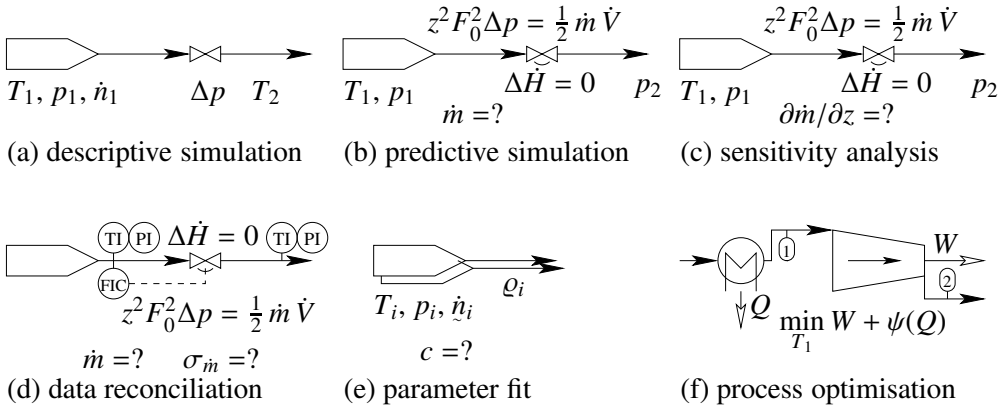 T₁, p₁, ṅ₁ Δp T₂
(a) descriptive simulation
z²F₀²Δp = ½ ṁ V̇
T₁, p₁ ΔḢ = 0 p₂
ṁ =?
(b) predictive simulation
z²F₀²Δp = ½ ṁ V̇
T₁, p₁ ΔḢ = 0 p₂
∂ṁ/∂z =?
(c) sensitivity analysis
TI PI ΔḢ = 0 TI PI
FIC
z²F₀²Δp = ½ ṁ V̇
ṁ =? σ_ṁ =?
(d) data reconciliation
ϱᵢ
Tᵢ, pᵢ, ṅ̰ᵢ
c =?
(e) parameter fit
1 W
2
Q
min W + ψ(Q)
T₁
(f) process optimisation